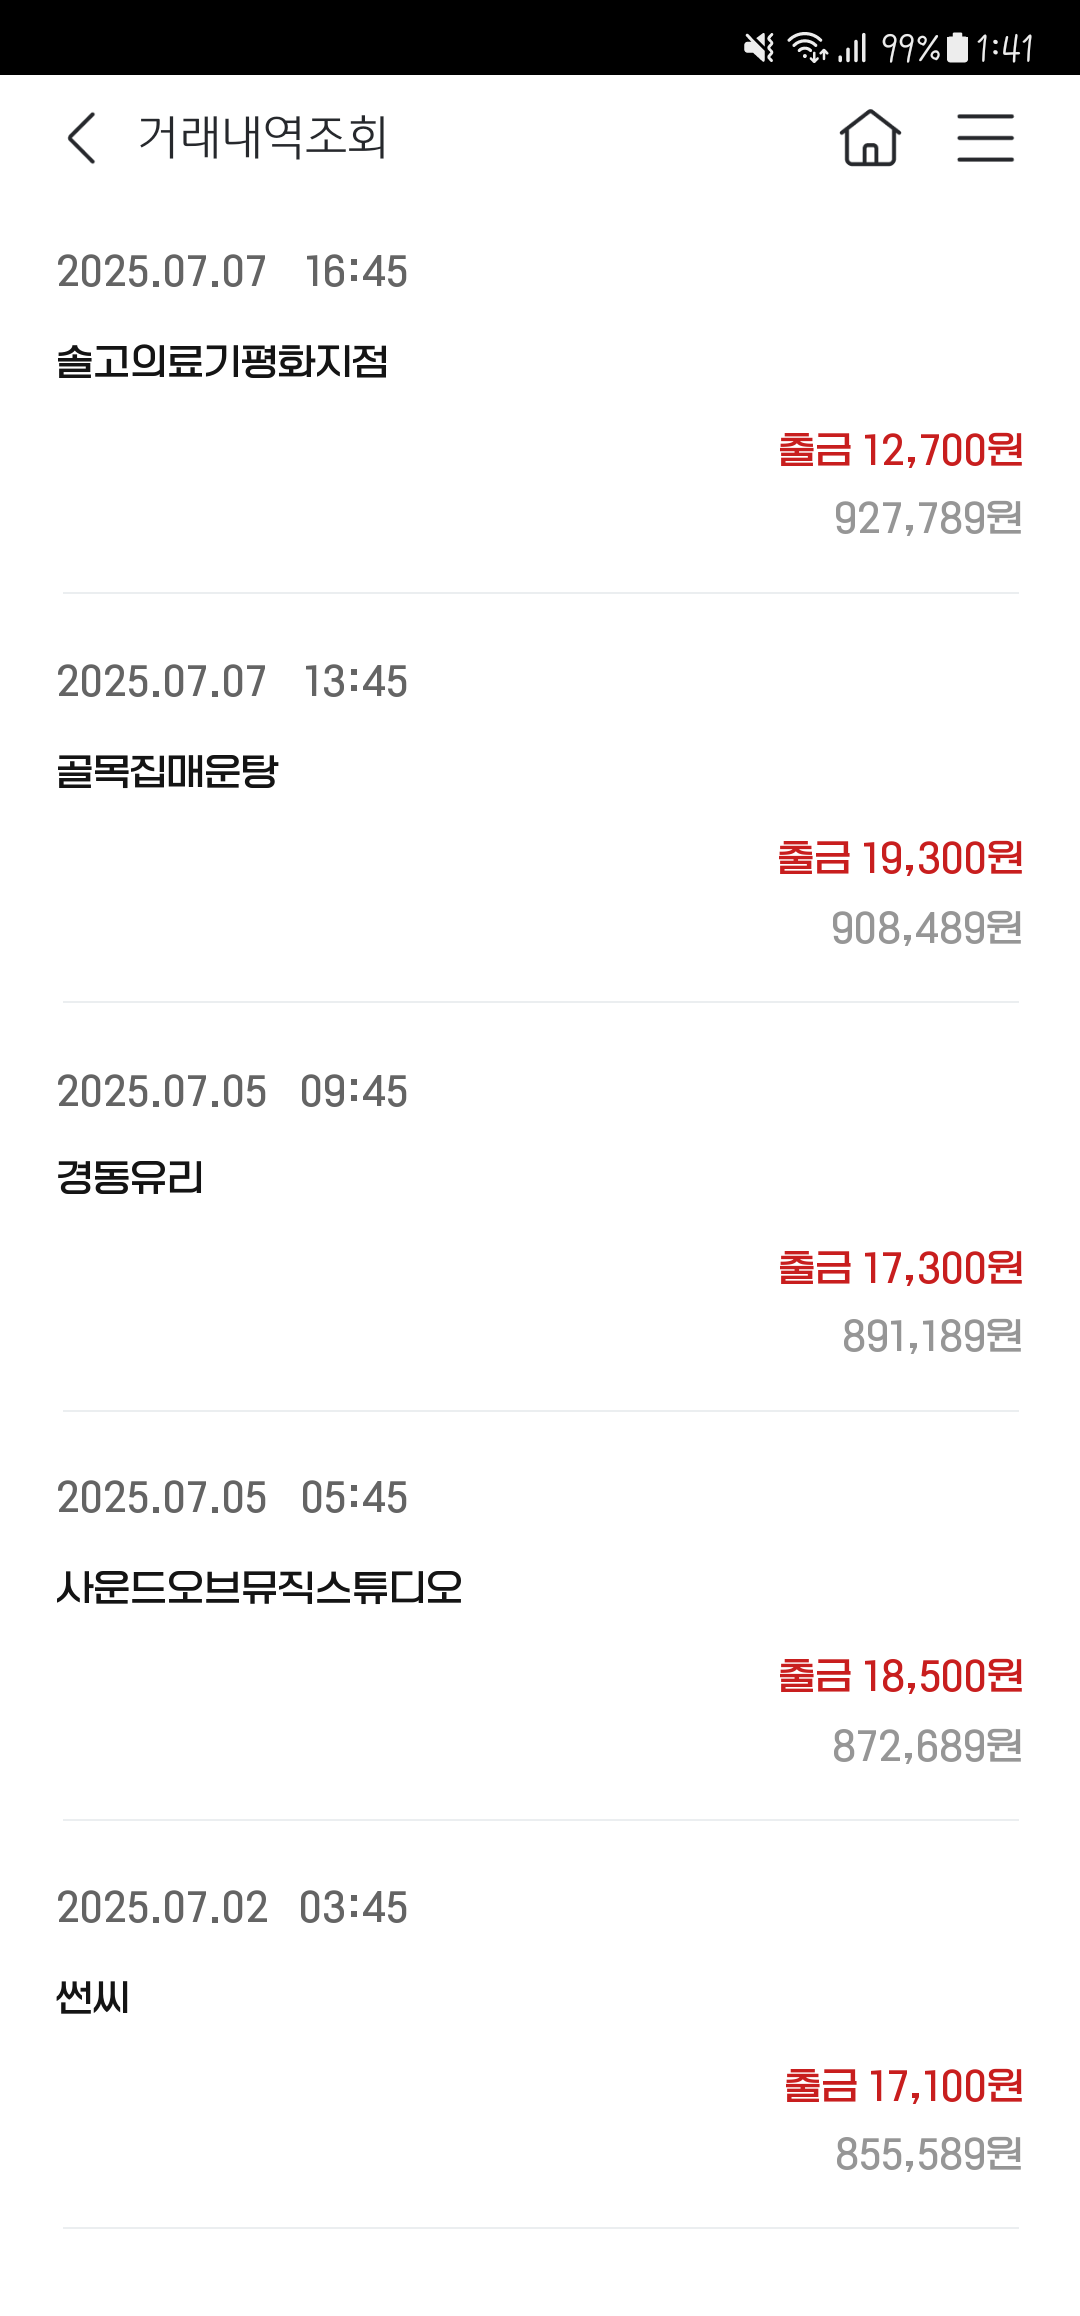 99% 1:41
거래내역조회
2025.07.07 16:45
솔고의료기평화지점
출금 12,700원
927,789원
2025.07.07 13:45
골목집매운탕
출금 19,300원
908,489원
2025.07.05 09:45
경동유리
출금 17,300원
891,189원
2025.07.05 05:45
사운드오브뮤직스튜디오
출금 18,500원
872,689원
2025.07.02 03:45
썬씨
출금 17,100원
855,589원